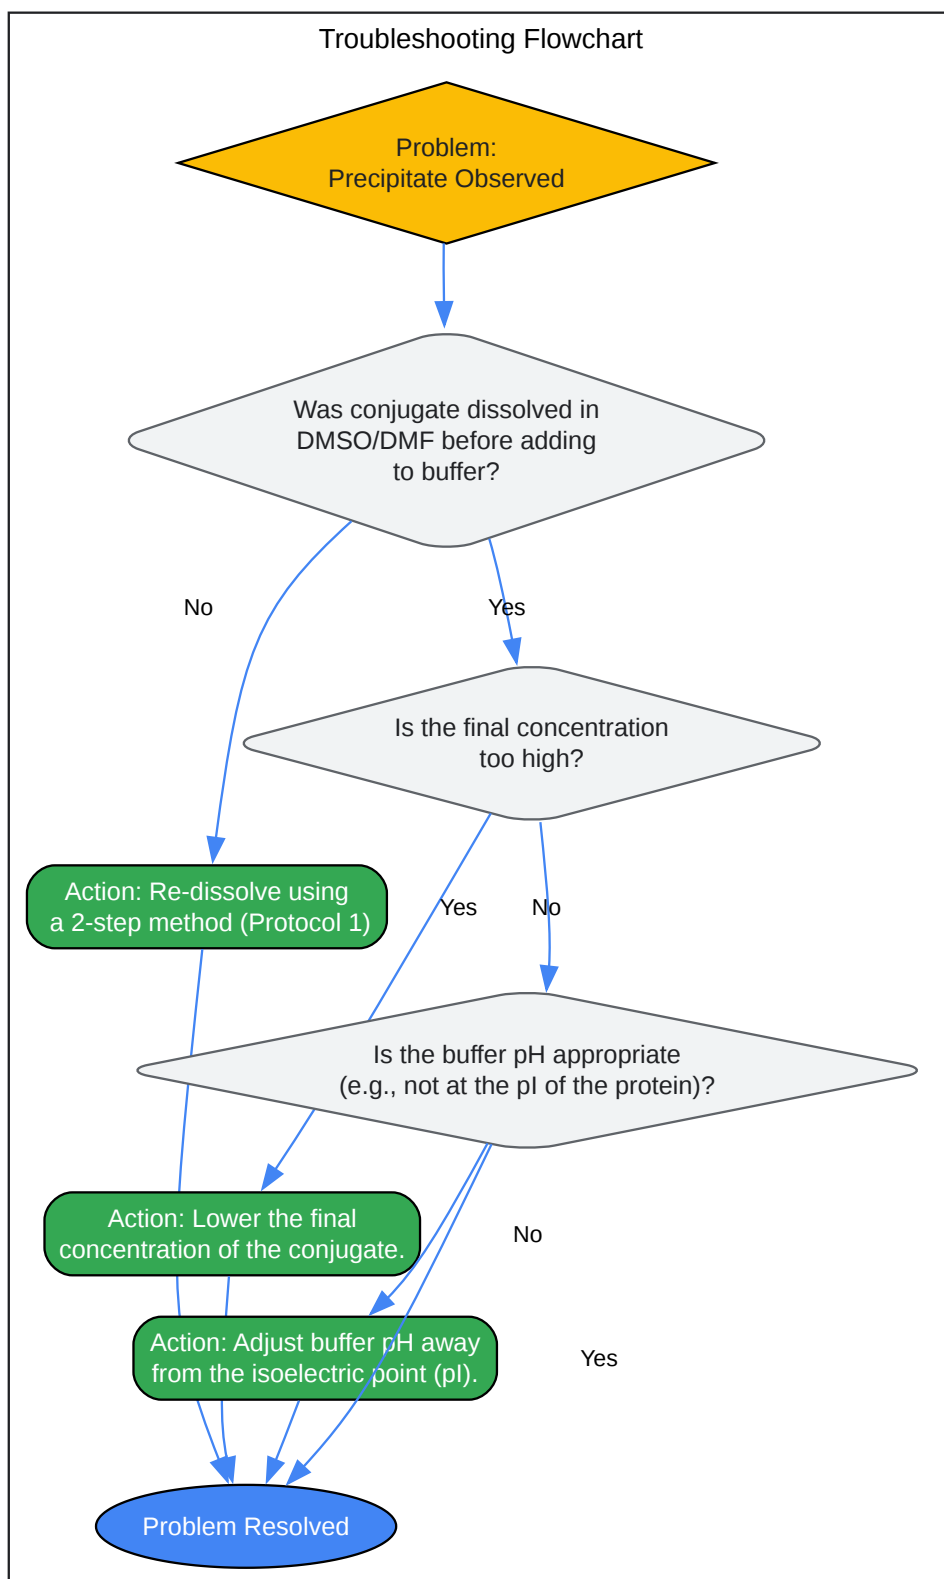 Troubleshooting Flowchart
Problem:
Precipitate Observed
Was conjugate dissolved in
DMSO/DMF before adding
to buffer?
No
Yes
Is the final concentration
too high?
Action: Re-dissolve using
a 2-step method (Protocol 1)
Yes
No
Is the buffer pH appropriate
(e.g., not at the pI of the protein)?
Action: Lower the final
concentration of the conjugate.
No
Action: Adjust buffer pH away
from the isoelectric point (pI).
Yes
Problem Resolved